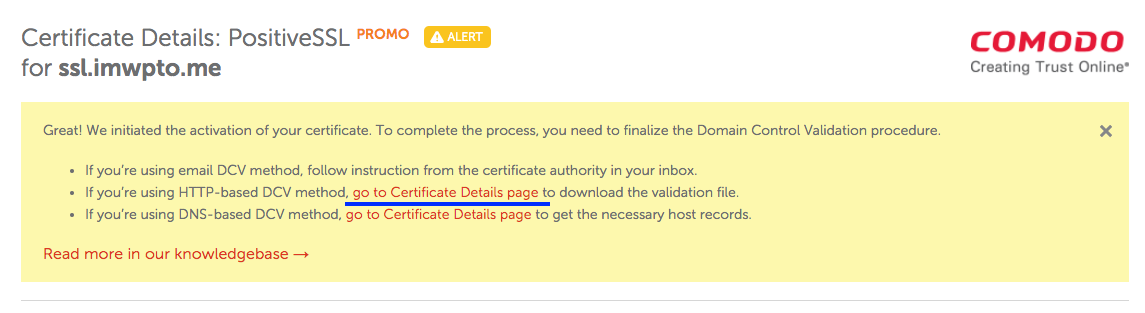 Certificate Details: PositiveSSL PROMO ALERT
for ssl.imwpto.me
COMODO
Creating Trust Online®
Great! We initiated the activation of your certificate. To complete the process, you need to finalize the Domain Control Validation procedure.
• If you're using email DCV method, follow instruction from the certificate authority in your inbox.
• If you're using HTTP-based DCV method, go to Certificate Details page to download the validation file.
• If you're using DNS-based DCV method, go to Certificate Details page to get the necessary host records.
Read more in our knowledgebase →